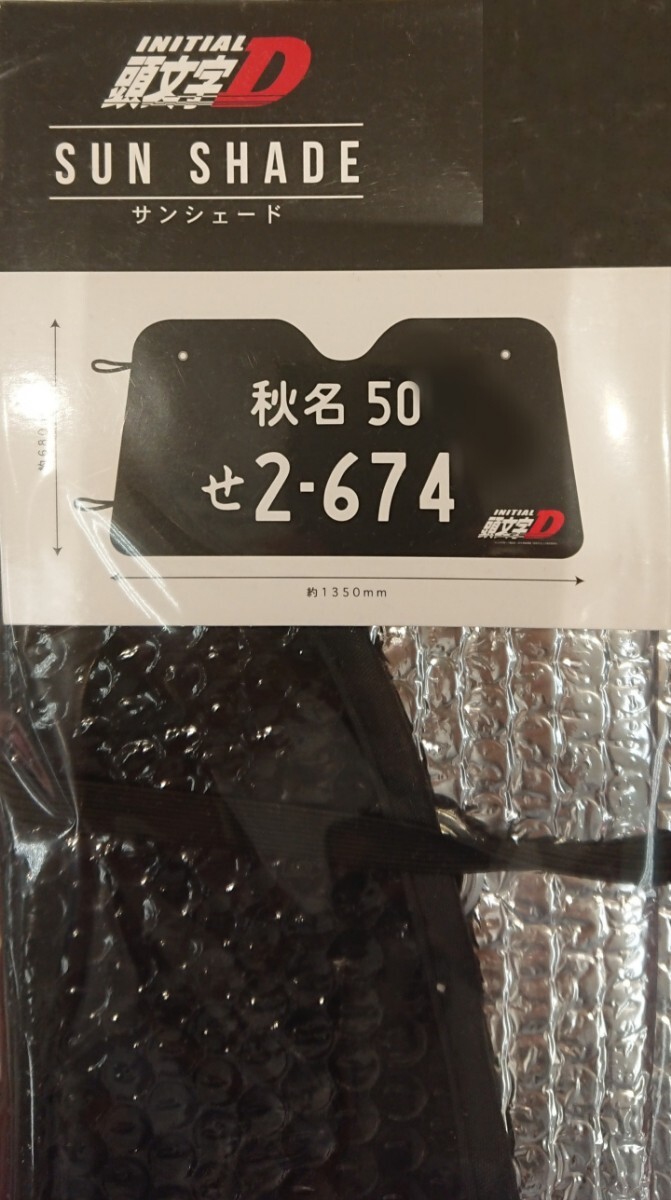 INITIAL
頭文字D
SUN SHADE
サンシェード
秋名 50
せ2-674
INITIAL
頭文字D
約1350mm